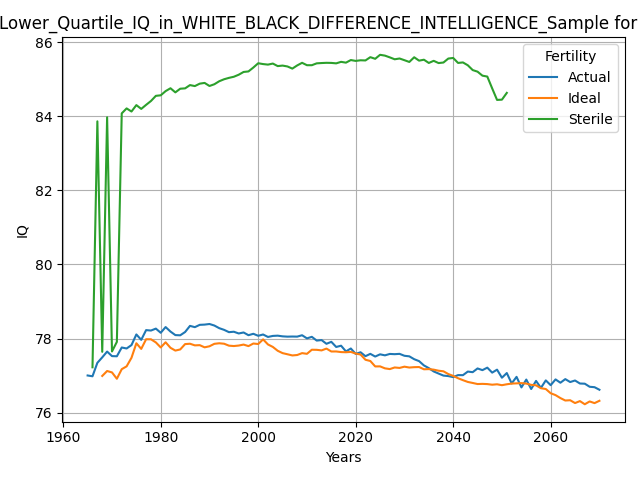 Lower_Quartile_IQ_in_WHITE_BLACK_DIFFERENCE_INTELLIGENCE_Sample for
86
84
82
80
78
76
IQ
Fertility
Actual
Ideal
Sterile
1960
1980
2000
2020
2040
2060
Years